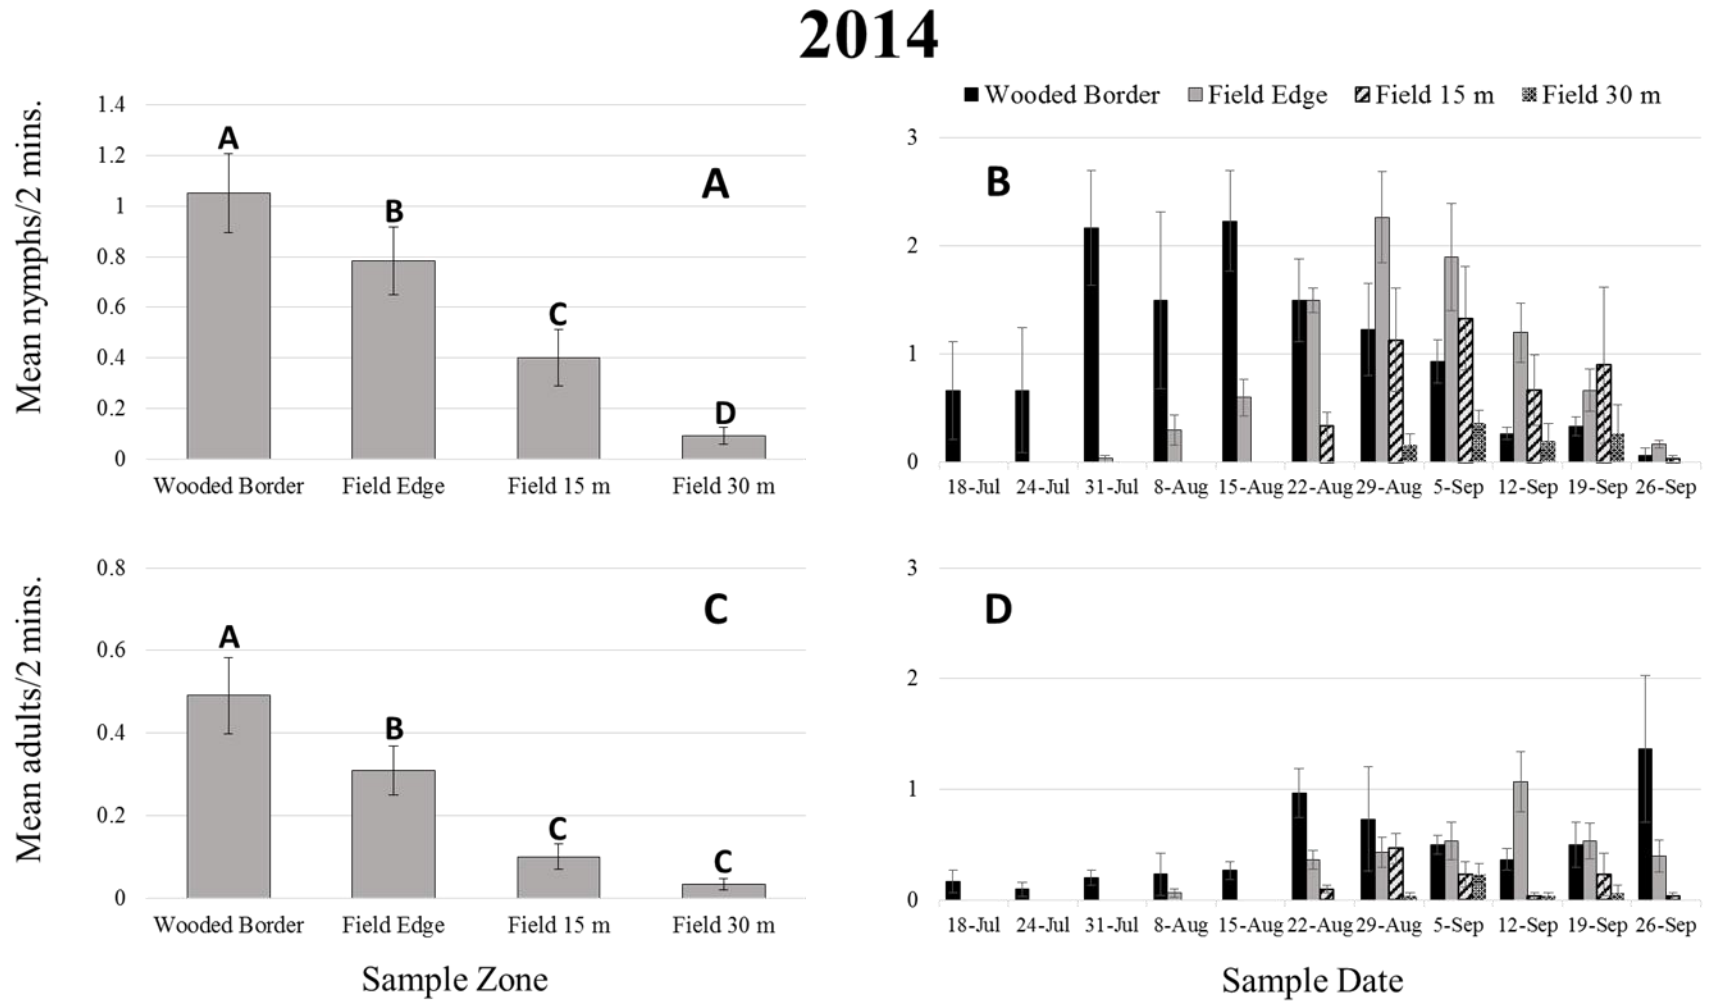 2014
Mean nymphs/2 mins.
1.4
1.2
1
0.8
0.6
0.4
0.2
0
A
B
C
D
A
Wooded Border Field Edge Field 15 m Field 30 m
Wooded Border Field Edge Field 15 m Field 30 m
3
2
1
0
B
18-Jul 24-Jul 31-Jul 8-Aug 15-Aug 22-Aug 29-Aug 5-Sep 12-Sep 19-Sep 26-Sep
Mean adults/2 mins.
0.8
0.6
0.4
0.2
0
A
B
C
C
C
Wooded Border Field Edge Field 15 m Field 30 m
Sample Zone
3
2
1
0
D
18-Jul 24-Jul 31-Jul 8-Aug 15-Aug 22-Aug 29-Aug 5-Sep 12-Sep 19-Sep 26-Sep
Sample Date